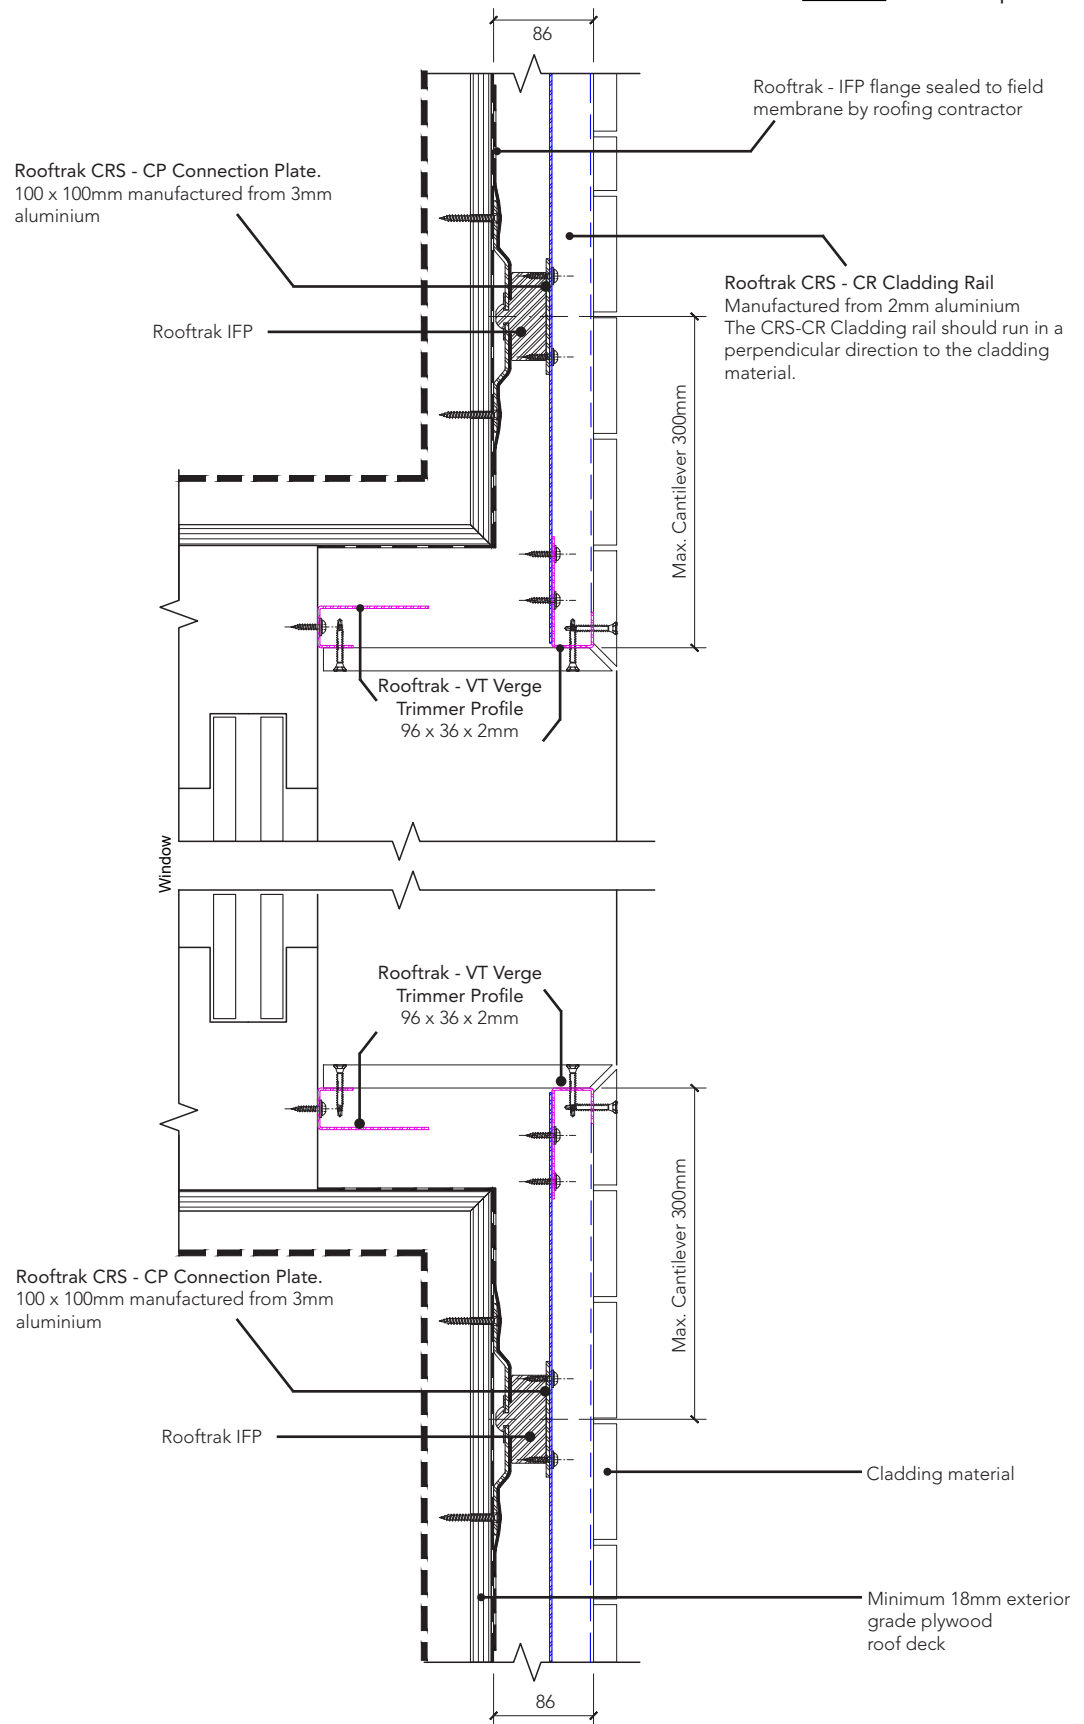 86
Rooftrak - IFP flange sealed to field
membrane by roofing contractor
Rooftrak CRS - CP Connection Plate.
100 x 100mm manufactured from 3mm
aluminium
Rooftrak CRS - CR Cladding Rail
Manufactured from 2mm aluminium
The CRS-CR Cladding rail should run in a
perpendicular direction to the cladding
material.
Rooftrak IFP
Max. Cantilever 300mm
Rooftrak - VT Verge
Trimmer Profile
96 x 36 x 2mm
Window
Rooftrak - VT Verge
Trimmer Profile
96 x 36 x 2mm
Max. Cantilever 300mm
Rooftrak CRS - CP Connection Plate.
100 x 100mm manufactured from 3mm
aluminium
Rooftrak IFP
Cladding material
Minimum 18mm exterior
grade plywood
roof deck
86